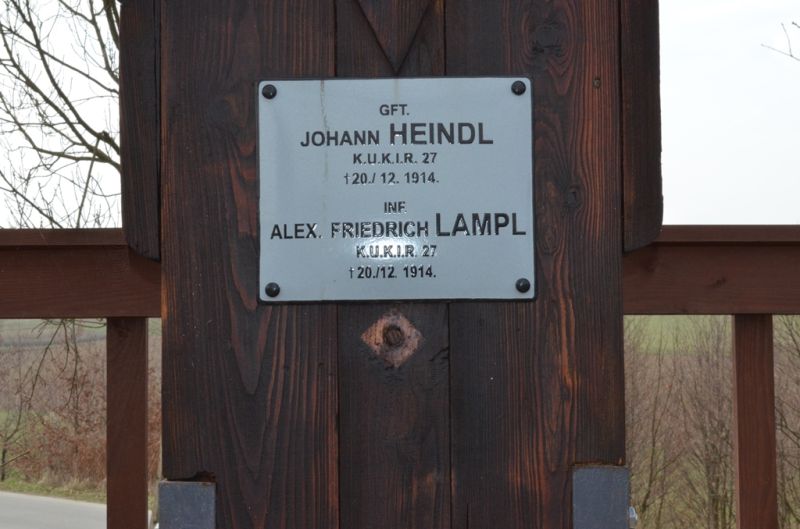 GFT.
JOHANN HEINDL
K.U.K.I.R. 27
†20./ 12. 1914.
INF.
ALEX. FRIEDRICH LAMPL
K.U.K.I.R. 27
†20./12. 1914.